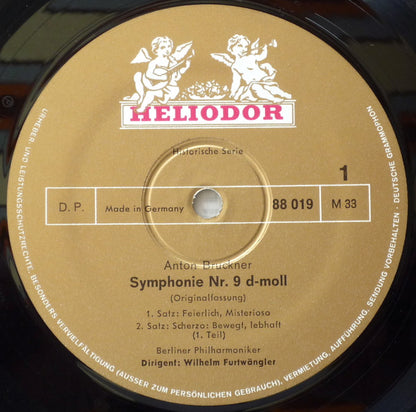 HELIODOR
Historische Serie
1
D. P.
Made in Germany
88 019
M 33
Anton Bruckner
Symphonie Nr. 9 d-moll
(Originalfassung)
1. Satz: Feierlich, Misterioso
2. Satz: Scherzo: Bewegt, lebhaft
(1. Teil)
Berliner Philharmoniker
Dirigent: Wilhelm Furtwängler
URHEBER- UND LEISTUNGSSCHUTZRECHTE, BESONDERS VERVIELFÄLTIGUNG (AUSSER ZUM PERSÖNLICHEN GEBRAUCH), VERMIETUNG, AUFFÜHRUNG, SENDUNG VORBEHALTEN · DEUTSCHE GRAMMOPHON